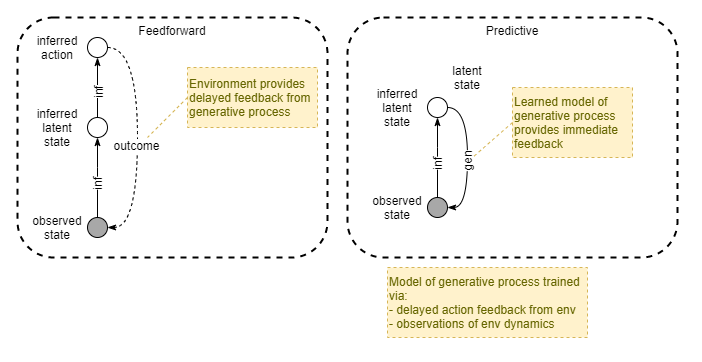 Feedforward
inferred
action
inf
inferred
latent
state
inf
observed
state
outcome
Environment provides
delayed feedback from
generative process
Predictive
latent
state
inferred
latent
state
inf
gen
observed
state
Learned model of
generative process
provides immediate
feedback
Model of generative process trained
via:
- delayed action feedback from env
- observations of env dynamics